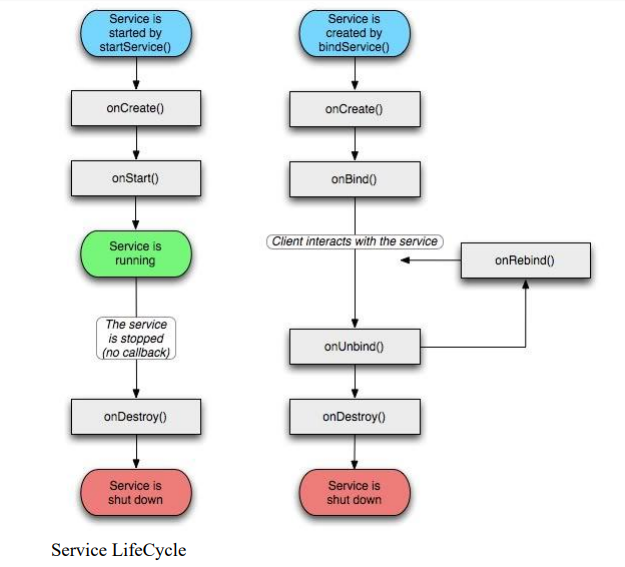 Service is
started by
startService()
onCreate()
onStart()
Service is
running
The service
is stopped
(no callback)
onDestroy()
Service is
shut down
Service is
created by
bindService()
onCreate()
onBind()
Client interacts with the service
onRebind()
onUnbind()
onDestroy()
Service is
shut down
Service LifeCycle